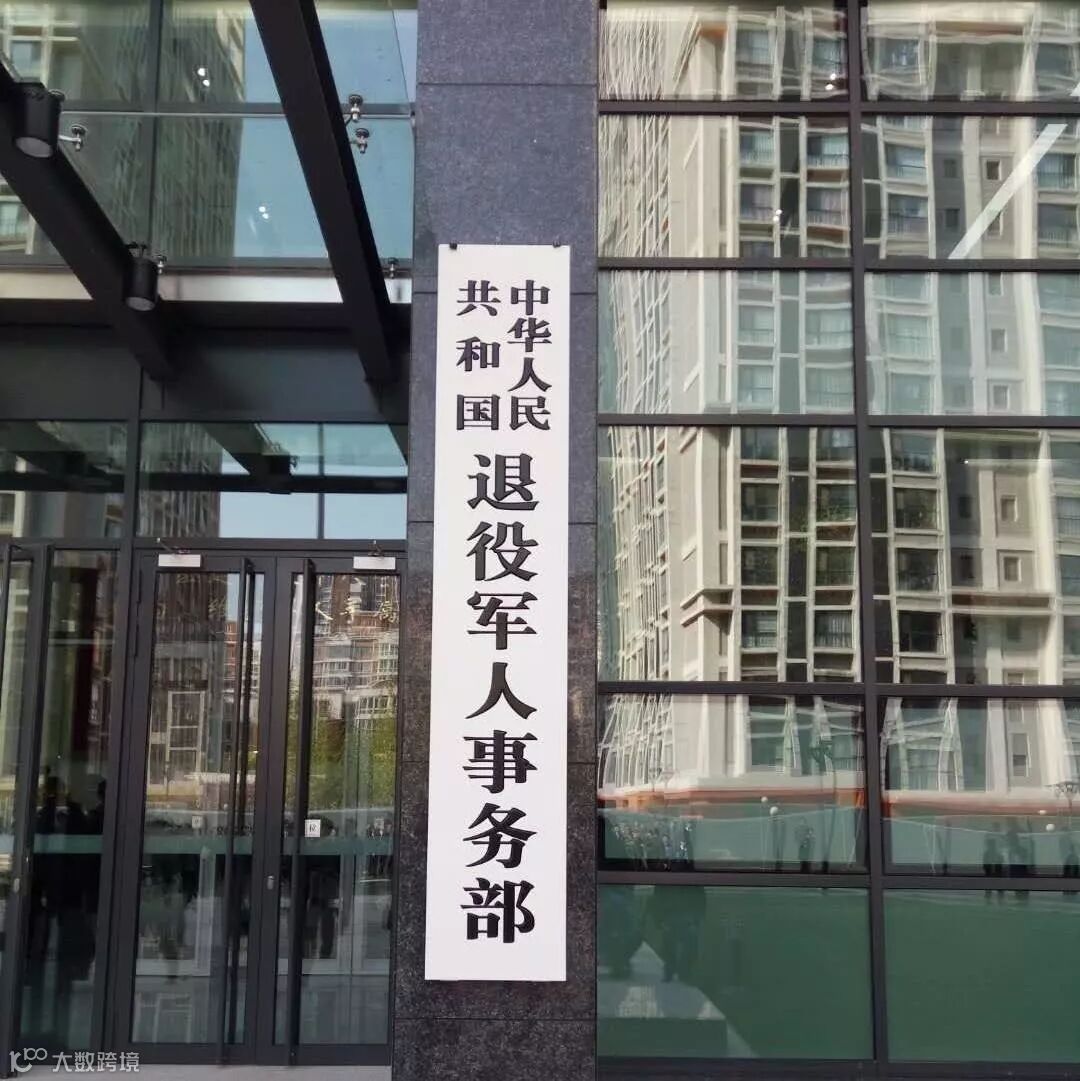 中华人民
共和国
退役军人事务部
大数跨境